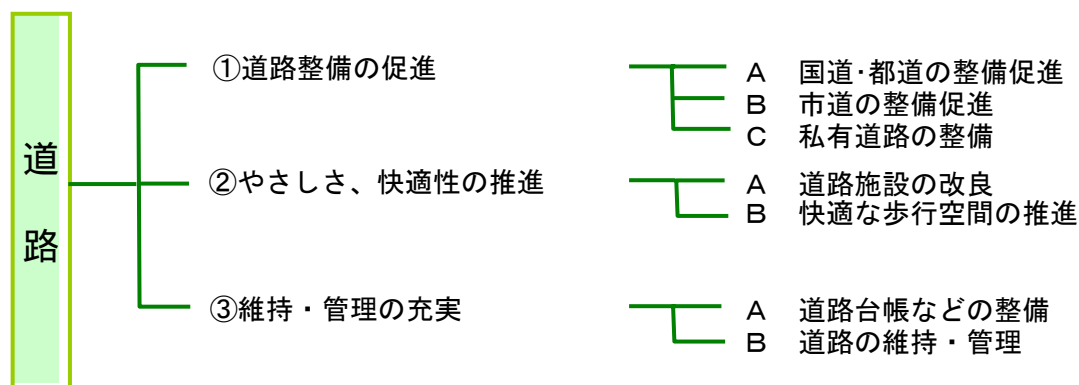 道路
①道路整備の促進
A 国道･都道の整備促進
B 市道の整備促進
C 私有道路の整備
②やさしさ、快適性の推進
A 道路施設の改良
B 快適な歩行空間の推進
③維持・管理の充実
A 道路台帳などの整備
B 道路の維持・管理